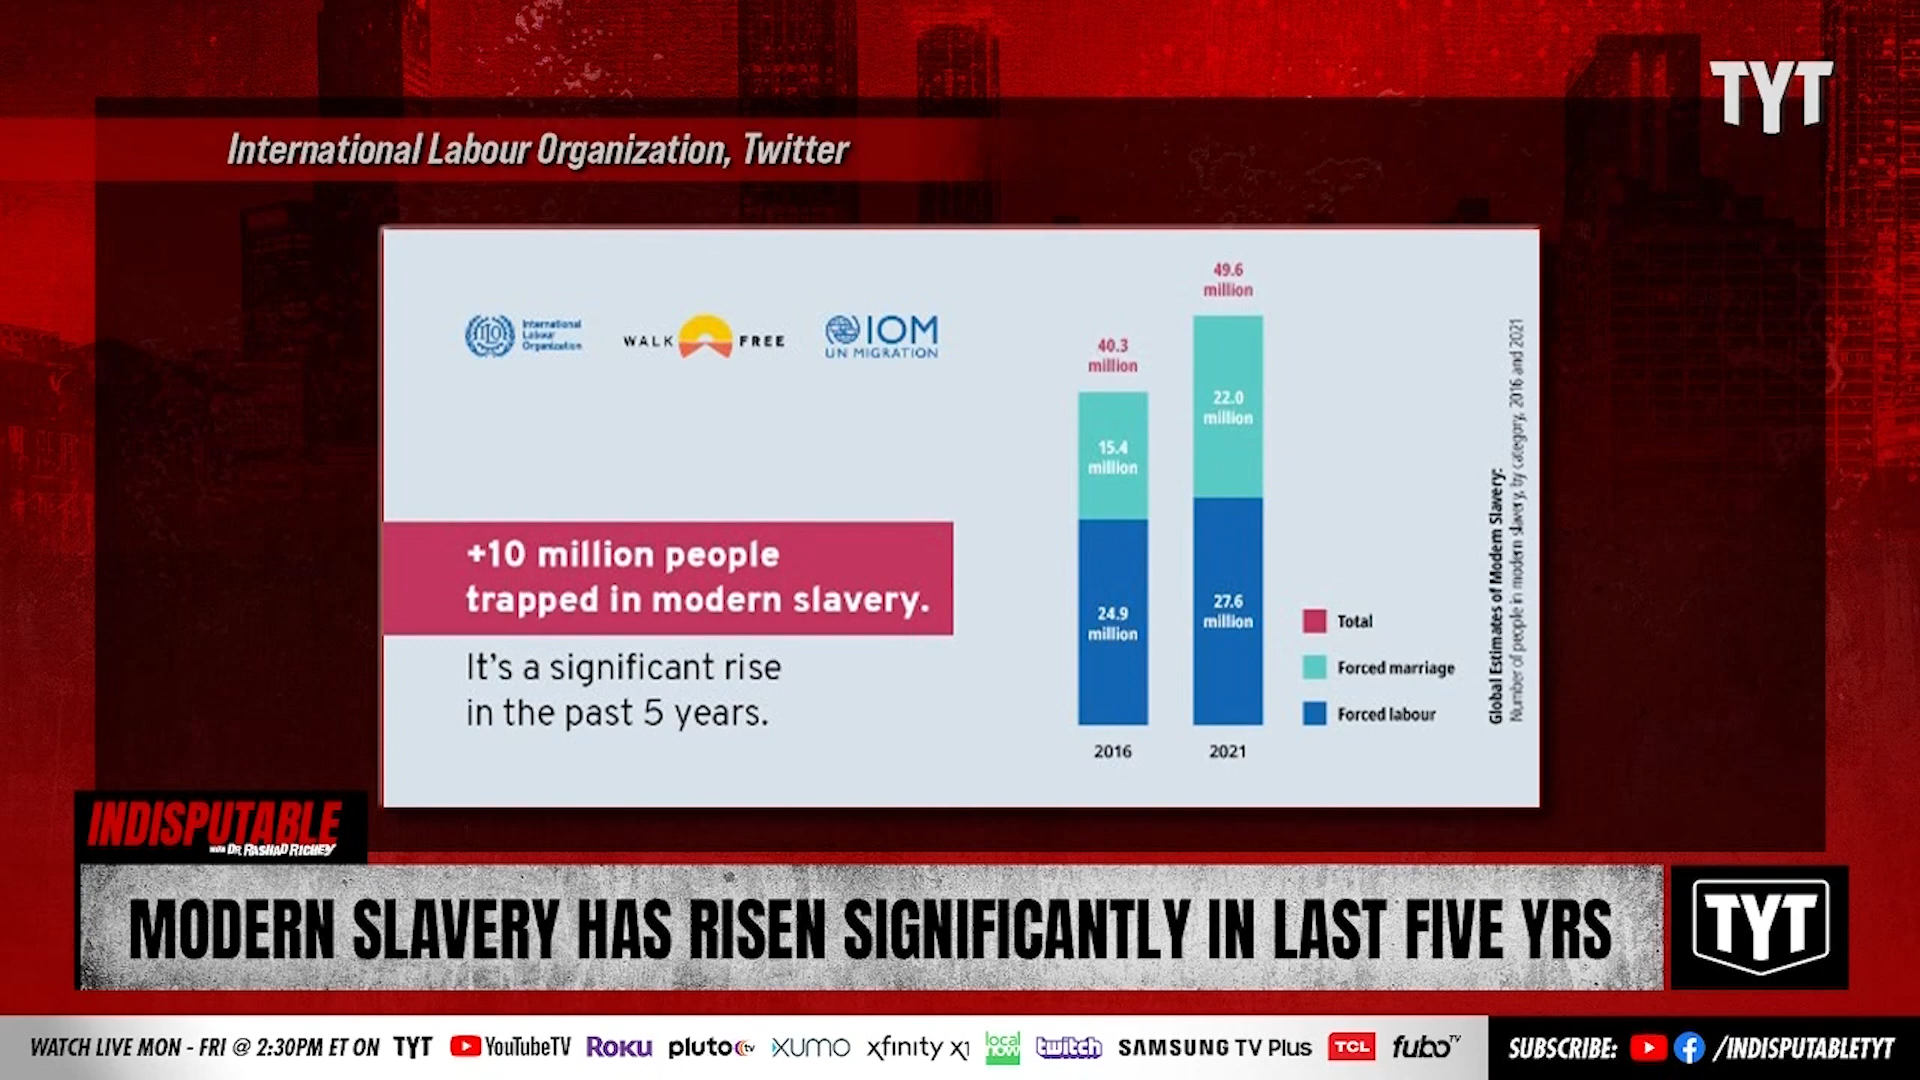 TYT
International Labour Organization, Twitter
International
Labour
Organization
WALK FREE
IOM
UN MIGRATION
+10 million people
trapped in modern slavery.
It's a significant rise
in the past 5 years.
40.3
million
15.4
million
24.9
million
2016
49.6
million
22.0
million
27.6
million
2021
Total
Forced marriage
Forced labour
Global Estimates of Modern Slavery:
Number of people in modern slavery, by category, 2016 and 2021
INDISPUTABLE
WITH DR. RASHAD RICHEY
MODERN SLAVERY HAS RISEN SIGNIFICANTLY IN LAST FIVE YRS
TYT
WATCH LIVE MON - FRI @ 2:30PM ET ON TYT YouTubeTV ROKU pluto tv XUMO xfinity x1 local now twitch SAMSUNG TV Plus TCL fubo TV
SUBSCRIBE: /INDISPUTABLETYT